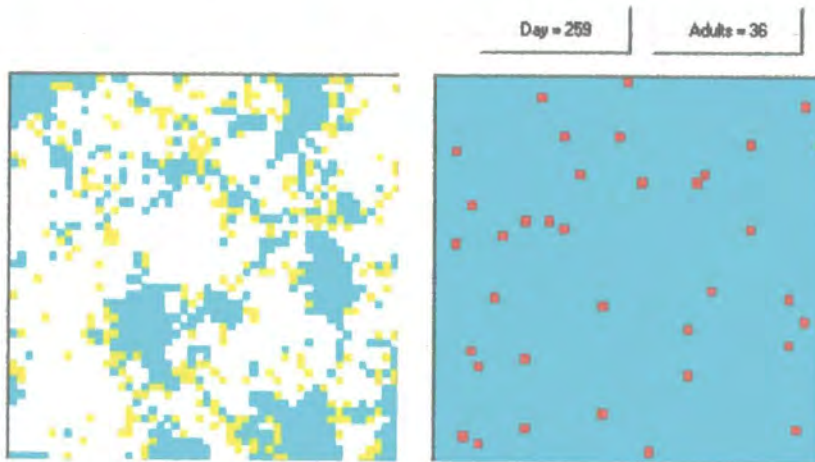 Day = 259
Adults = 36